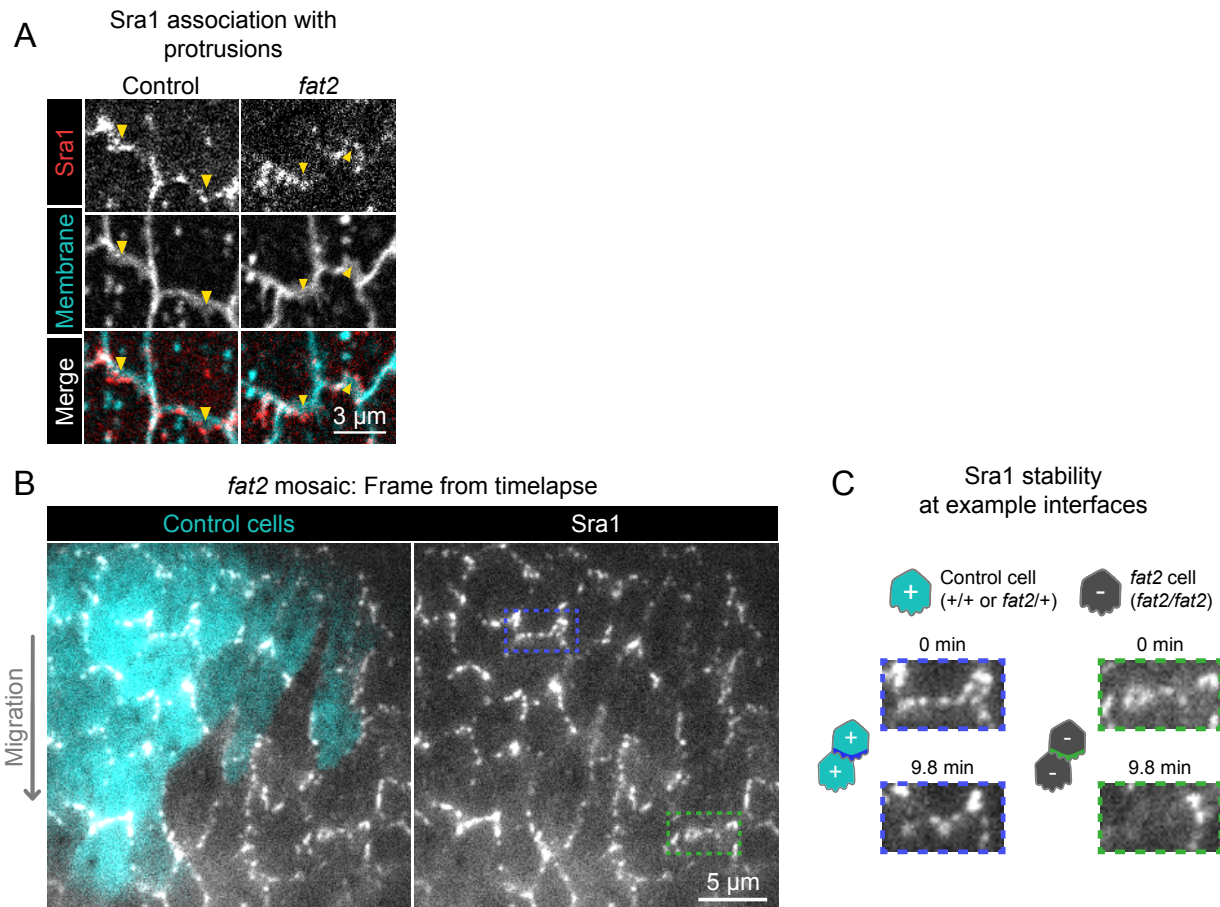 A
Sra1 association with
protrusions
Control
fat2
Sra1
Membrane
Merge
3 µm
B
fat2 mosaic: Frame from timelapse
Control cells
Sra1
Migration
5 µm
C
Sra1 stability
at example interfaces
+
Control cell
(+/+ or fat2/+)
-
fat2 cell
(fat2/fat2)
0 min
0 min
+
+
-
-
9.8 min
9.8 min